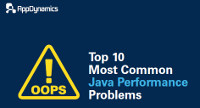 AppDynamics
Top 10
Most Common
Java Performance
Problems
OOPS